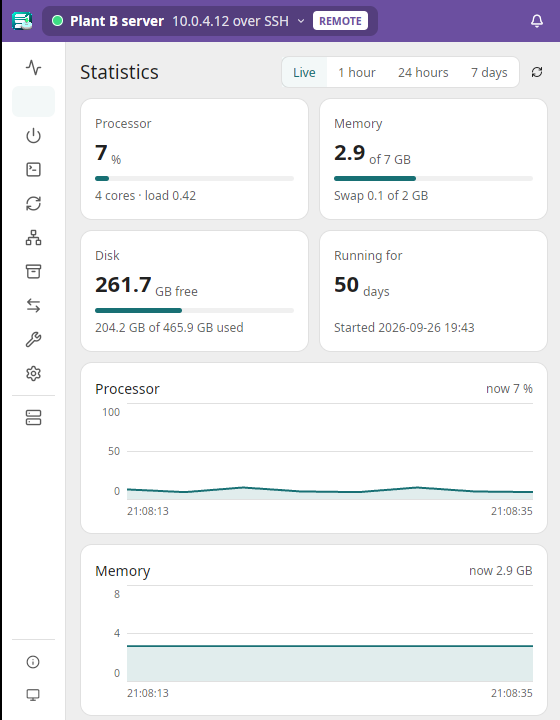 Plant B server 10.0.4.12 over SSH REMOTE
Statistics
Live 1 hour 24 hours 7 days
Processor
7 %
4 cores · load 0.42
Memory
2.9 of 7 GB
Swap 0.1 of 2 GB
Disk
261.7 GB free
204.2 GB of 465.9 GB used
Running for
50 days
Started 2026-09-26 19:43
Processor now 7 %
100
50
0
21:08:13 21:08:35
Memory now 2.9 GB
8
4
0
21:08:13 21:08:35